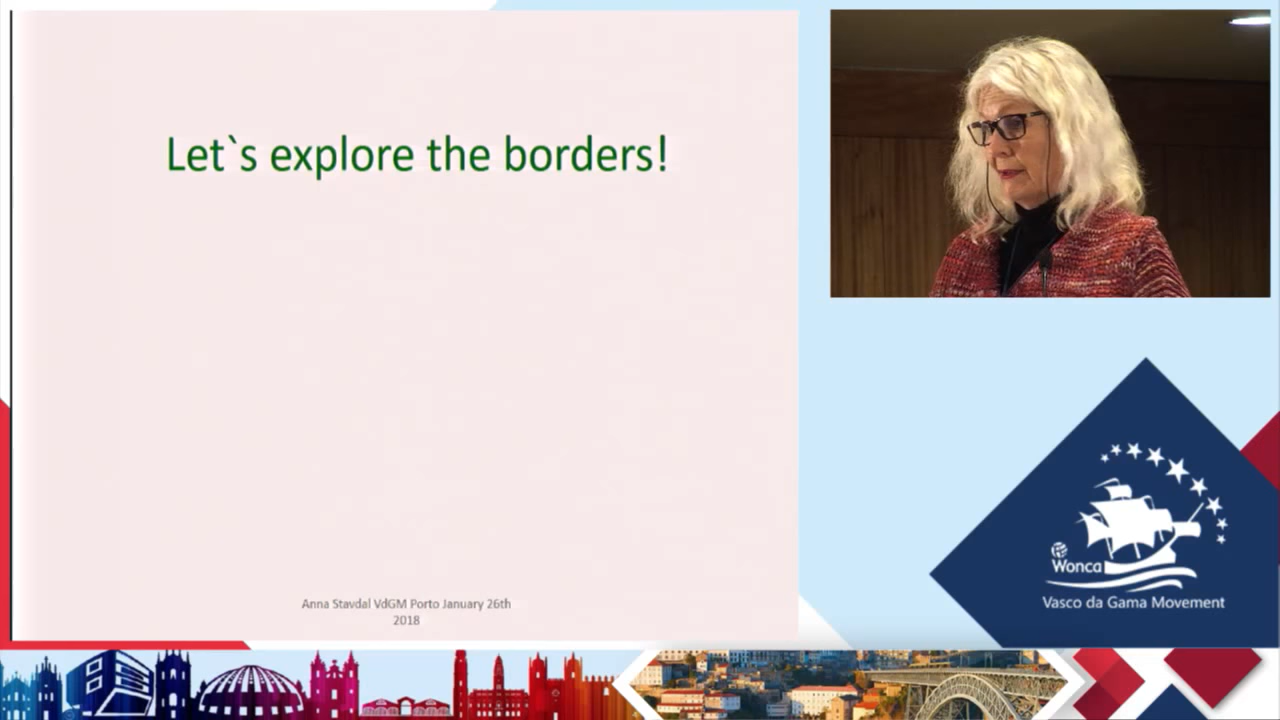 Let`s explore the borders!
Anna Stavdal VdGM Porto January 26th
2018
Wonca
Vasco da Gama Movement